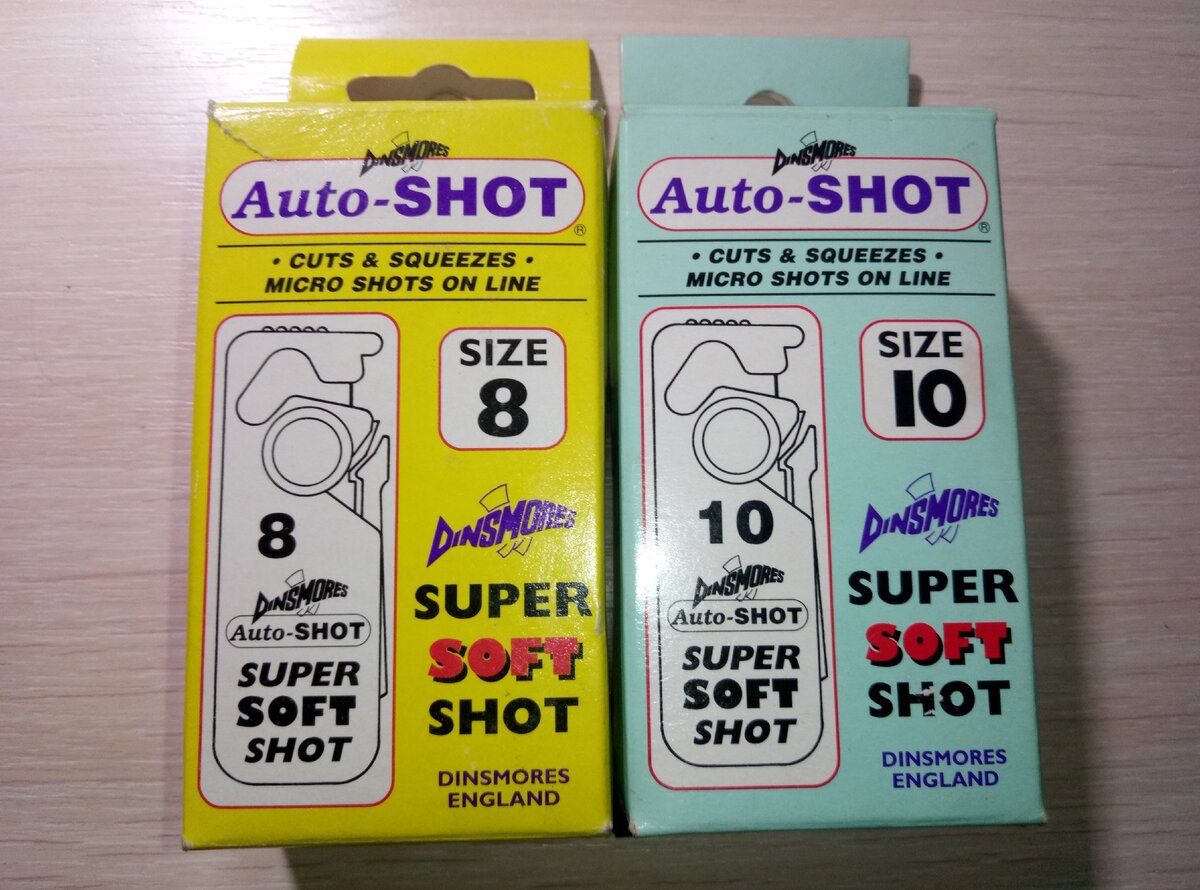 DINSMORES
Auto-SHOT
®
• CUTS & SQUEEZES •
MICRO SHOTS ON LINE
SIZE
8
8
DINSMORES
Auto-SHOT
SUPER
SOFT
SHOT
DINSMORES
SUPER
SOFT
SHOT
DINSMORES
ENGLAND
DINSMORES
Auto-SHOT
®
• CUTS & SQUEEZES •
MICRO SHOTS ON LINE
SIZE
10
10
DINSMORES
Auto-SHOT
SUPER
SOFT
SHOT
DINSMORES
SUPER
SOFT
SHOT
DINSMORES
ENGLAND